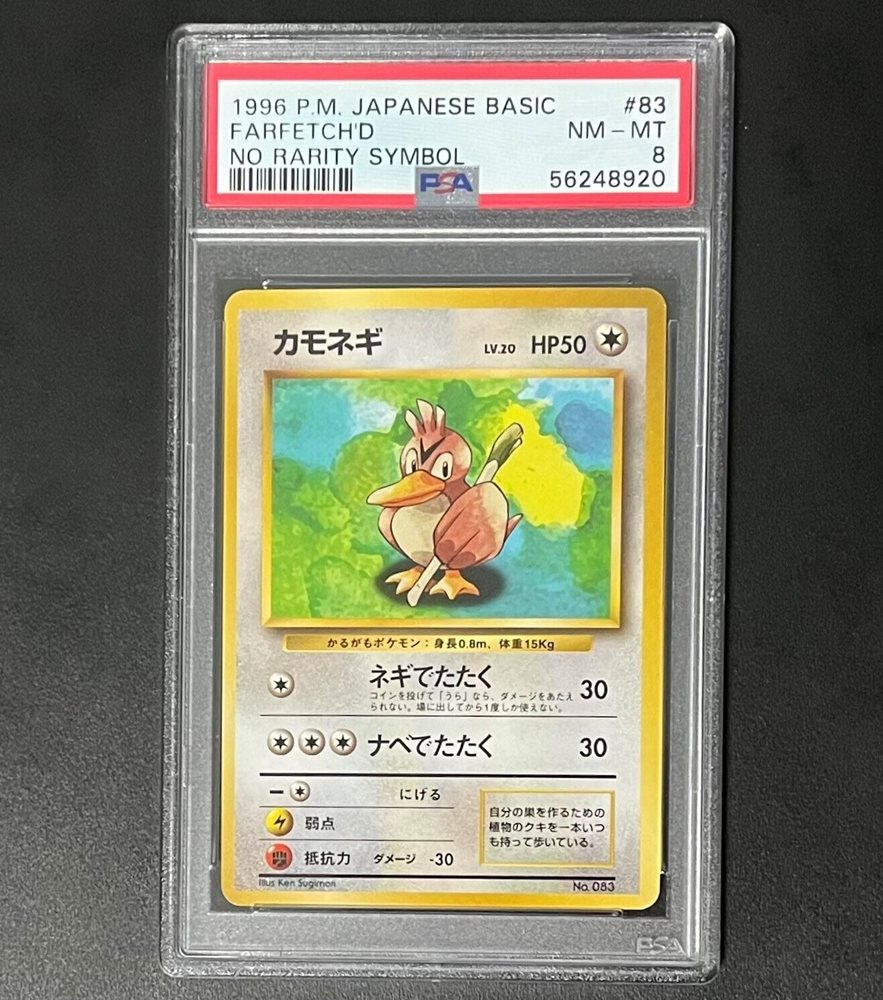 1996 P.M. JAPANESE BASIC #83
FARFETCH'D NM - MT
NO RARITY SYMBOL 8
PSA 56248920
カモネギ LV.20 HP50
かるがもポケモン：身長0.8m、体重15Kg
ネギでたたく 30
コインを投げて「うら」なら、ダメージをあたえ
られない。場に出してから1度しか使えない。
ナベでたたく 30
にげる
弱点
抵抗力 ダメージ -30
自分の巣を作るための
植物のクキを一本いつ
も持って歩いている。
Illus Ken Sugimori No. 083
PSA